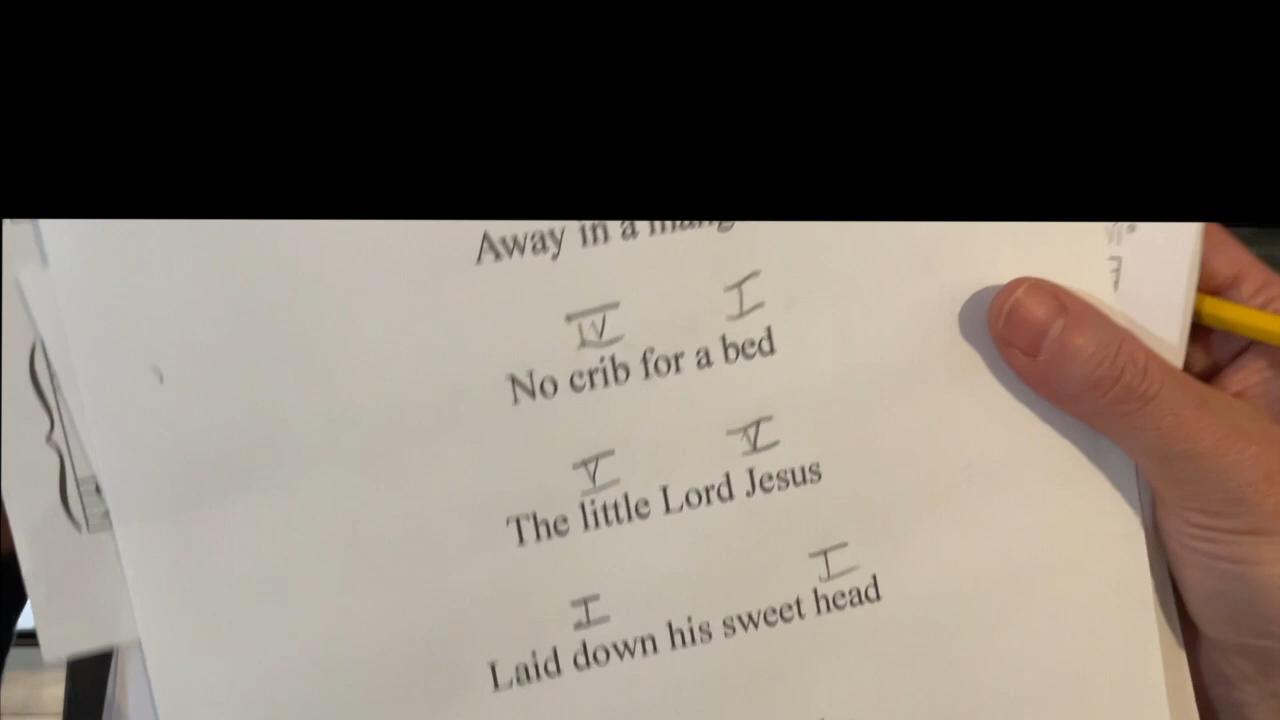 Away in a
IV I
No crib for a bed
V V
The little Lord Jesus
I I
Laid down his sweet head